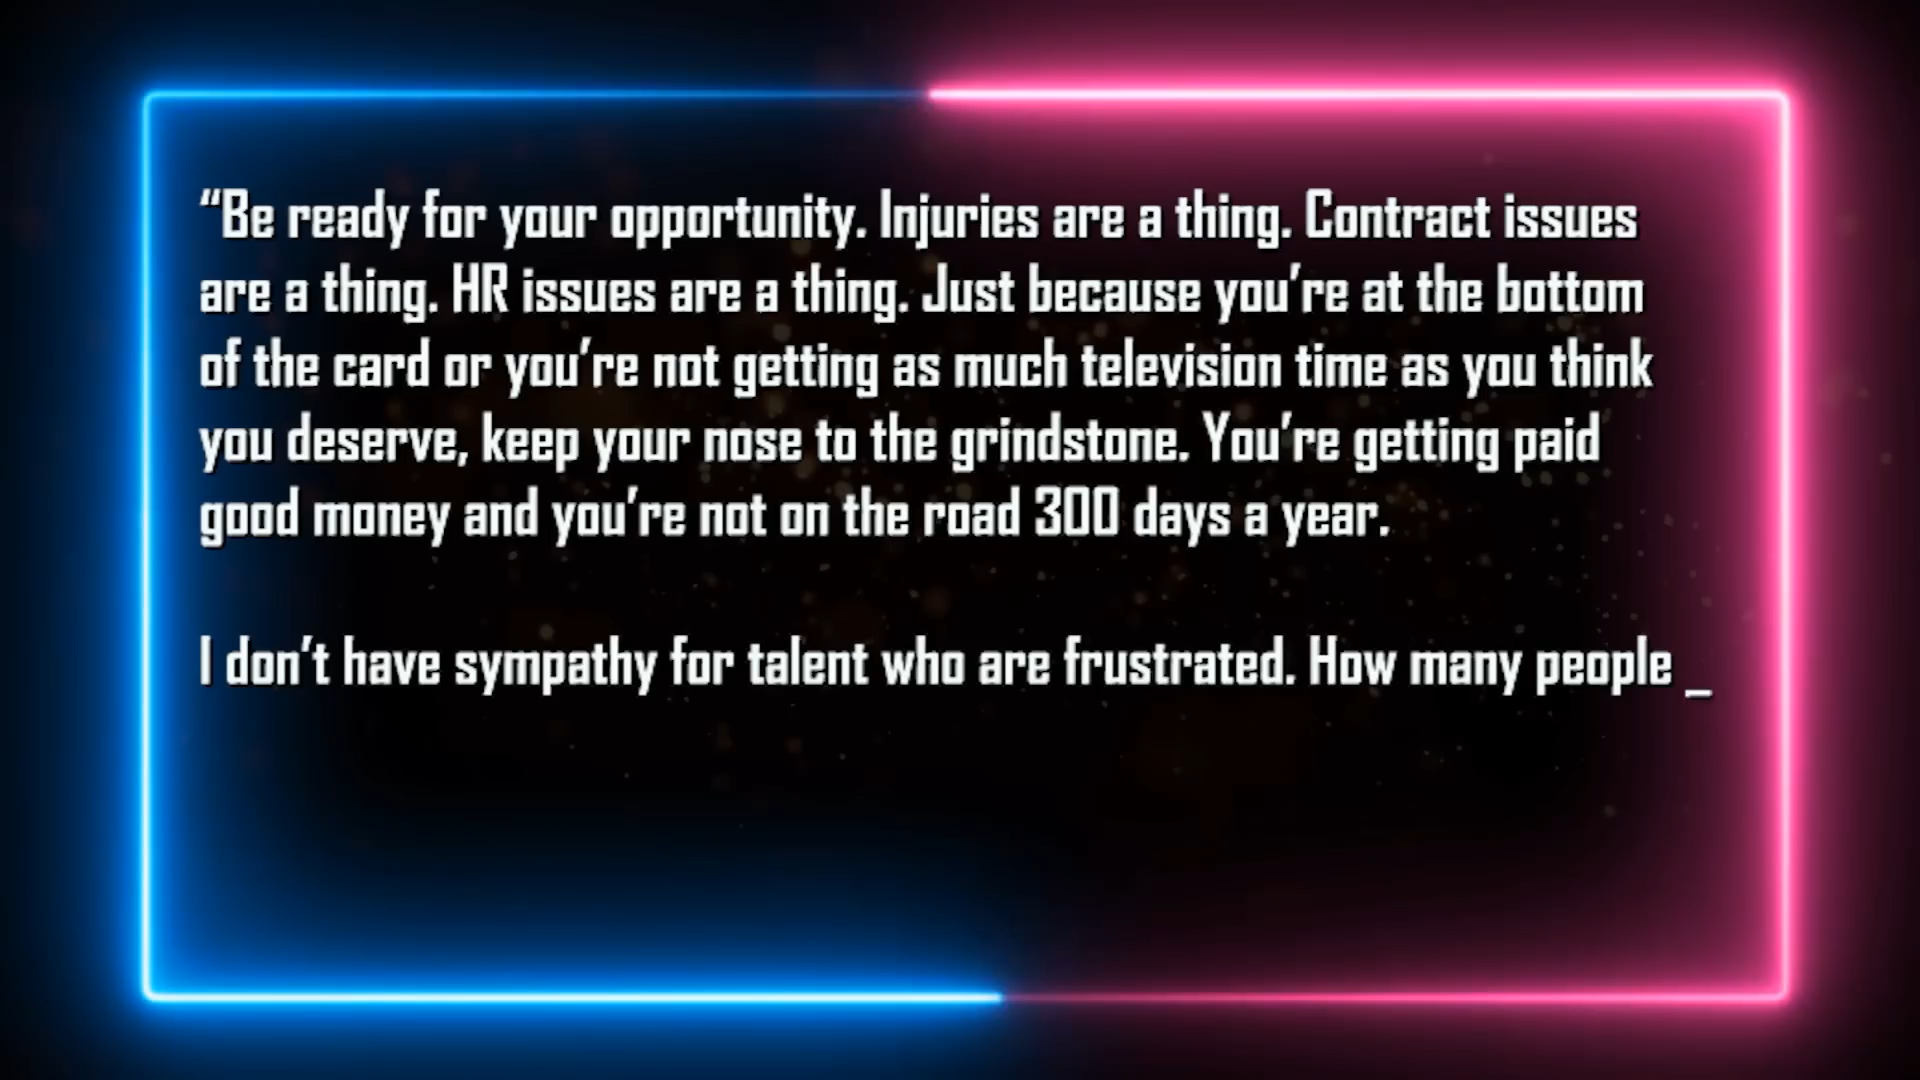 “Be ready for your opportunity. Injuries are a thing. Contract issues
are a thing. HR issues are a thing. Just because you’re at the bottom
of the card or you’re not getting as much television time as you think
you deserve, keep your nose to the grindstone. You’re getting paid
good money and you’re not on the road 300 days a year.
I don’t have sympathy for talent who are frustrated. How many people _